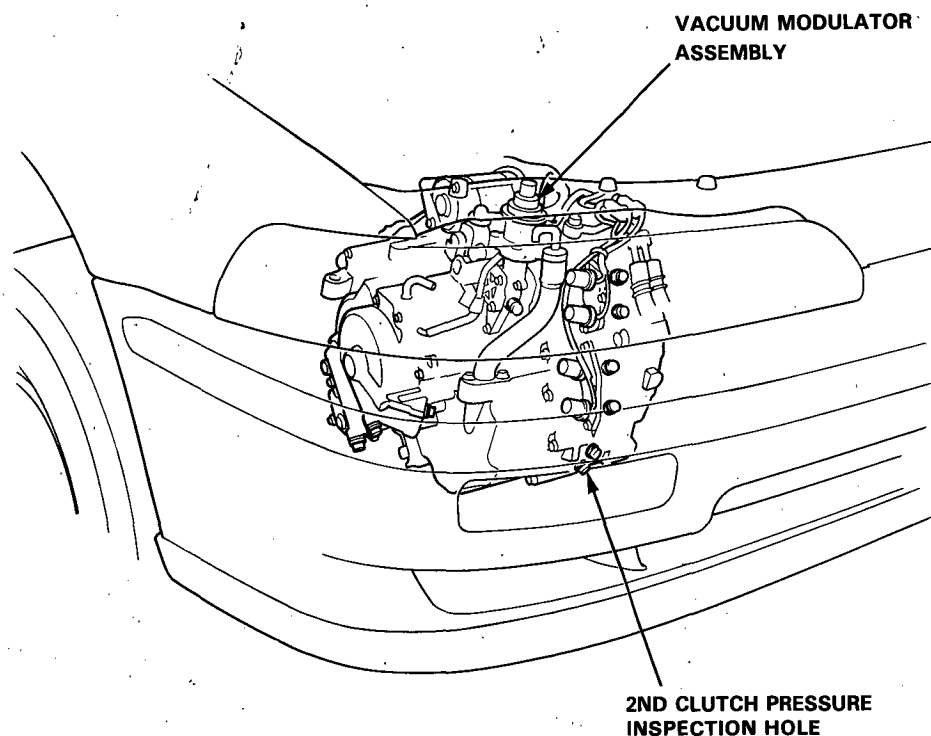 VACUUM MODULATOR
ASSEMBLY
2ND CLUTCH PRESSURE
INSPECTION HOLE